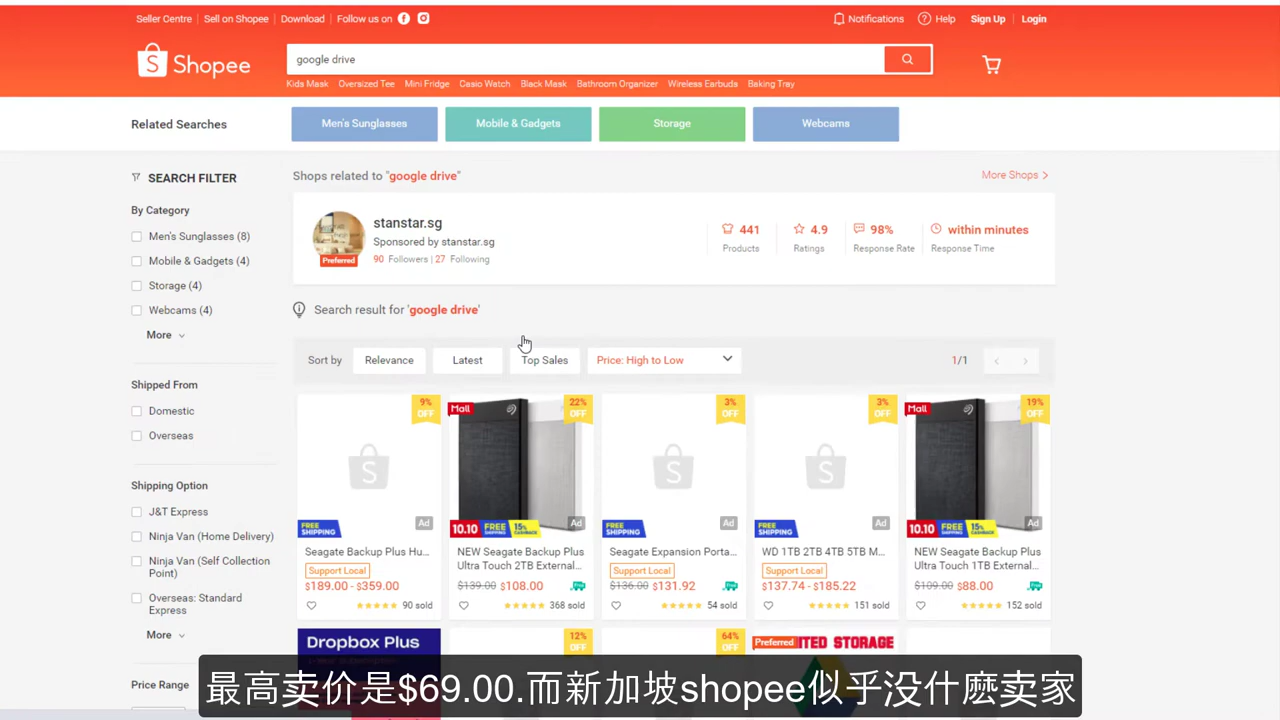 Seller Centre | Sell on Shopee | Download | Follow us on
Notifications Help Sign Up | Login
Shopee
google drive
Kids Mask Oversized Tee Mini Fridge Casio Watch Black Mask Bathroom Organizer Wireless Earbuds Baking Tray
Related Searches
Men's Sunglasses
Mobile & Gadgets
Storage
Webcams
SEARCH FILTER
By Category
Men's Sunglasses (8)
Mobile & Gadgets (4)
Storage (4)
Webcams (4)
More
Shipped From
Domestic
Overseas
Shipping Option
J&T Express
Ninja Van (Home Delivery)
Ninja Van (Self Collection
Point)
Overseas: Standard
Express
More
Price Range
Shops related to "google drive"
More Shops >
stanstar.sg
Sponsored by stanstar.sg
90 Followers | 27 Following
Preferred
441
Products
4.9
Ratings
98%
Response Rate
within minutes
Response Time
Search result for 'google drive'
Sort by
Relevance
Latest
Top Sales
Price: High to Low
1/1
9%
OFF
FREE
SHIPPING
Ad
Seagate Backup Plus Hu...
Support Local
$189.00 - $359.00
90 sold
Mall
22%
OFF
10.10 FREE SHIPPING 15% CASHBACK
Ad
NEW Seagate Backup Plus
Ultra Touch 2TB External...
$139.00 $108.00
368 sold
3%
OFF
FREE
SHIPPING
Ad
Seagate Expansion Porta...
Support Local
$136.00 $131.92
54 sold
3%
OFF
FREE
SHIPPING
Ad
WD 1TB 2TB 4TB 5TB M...
Support Local
$137.74 - $185.22
151 sold
Mall
19%
OFF
10.10 FREE SHIPPING 15% CASHBACK
Ad
NEW Seagate Backup Plus
Ultra Touch 1TB External...
$109.00 $88.00
152 sold
Dropbox Plus
12%
OFF
64%
OFF
Preferred
ITED STORAGE
最高卖价是$69.00.而新加坡shopee似乎没什麽卖家